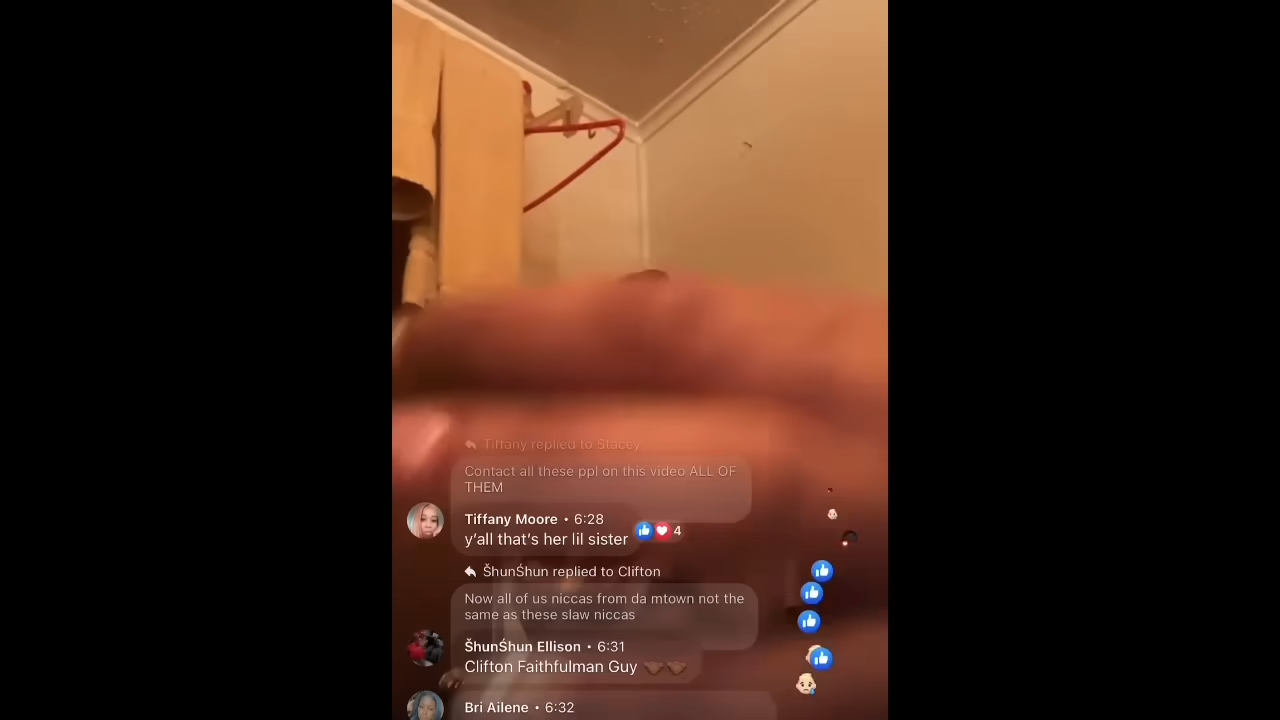 Tiffany replied to Stacey
Contact all these ppl on this video ALL OF
THEM
Tiffany Moore • 6:28
y'all that's her lil sister
4
ŠhunŚhun replied to Clifton
Now all of us niccas from da mtown not the
same as these slaw niccas
ŠhunŚhun Ellison • 6:31
Clifton Faithfulman Guy 🤝🏾🤝🏾
Bri Ailene • 6:32